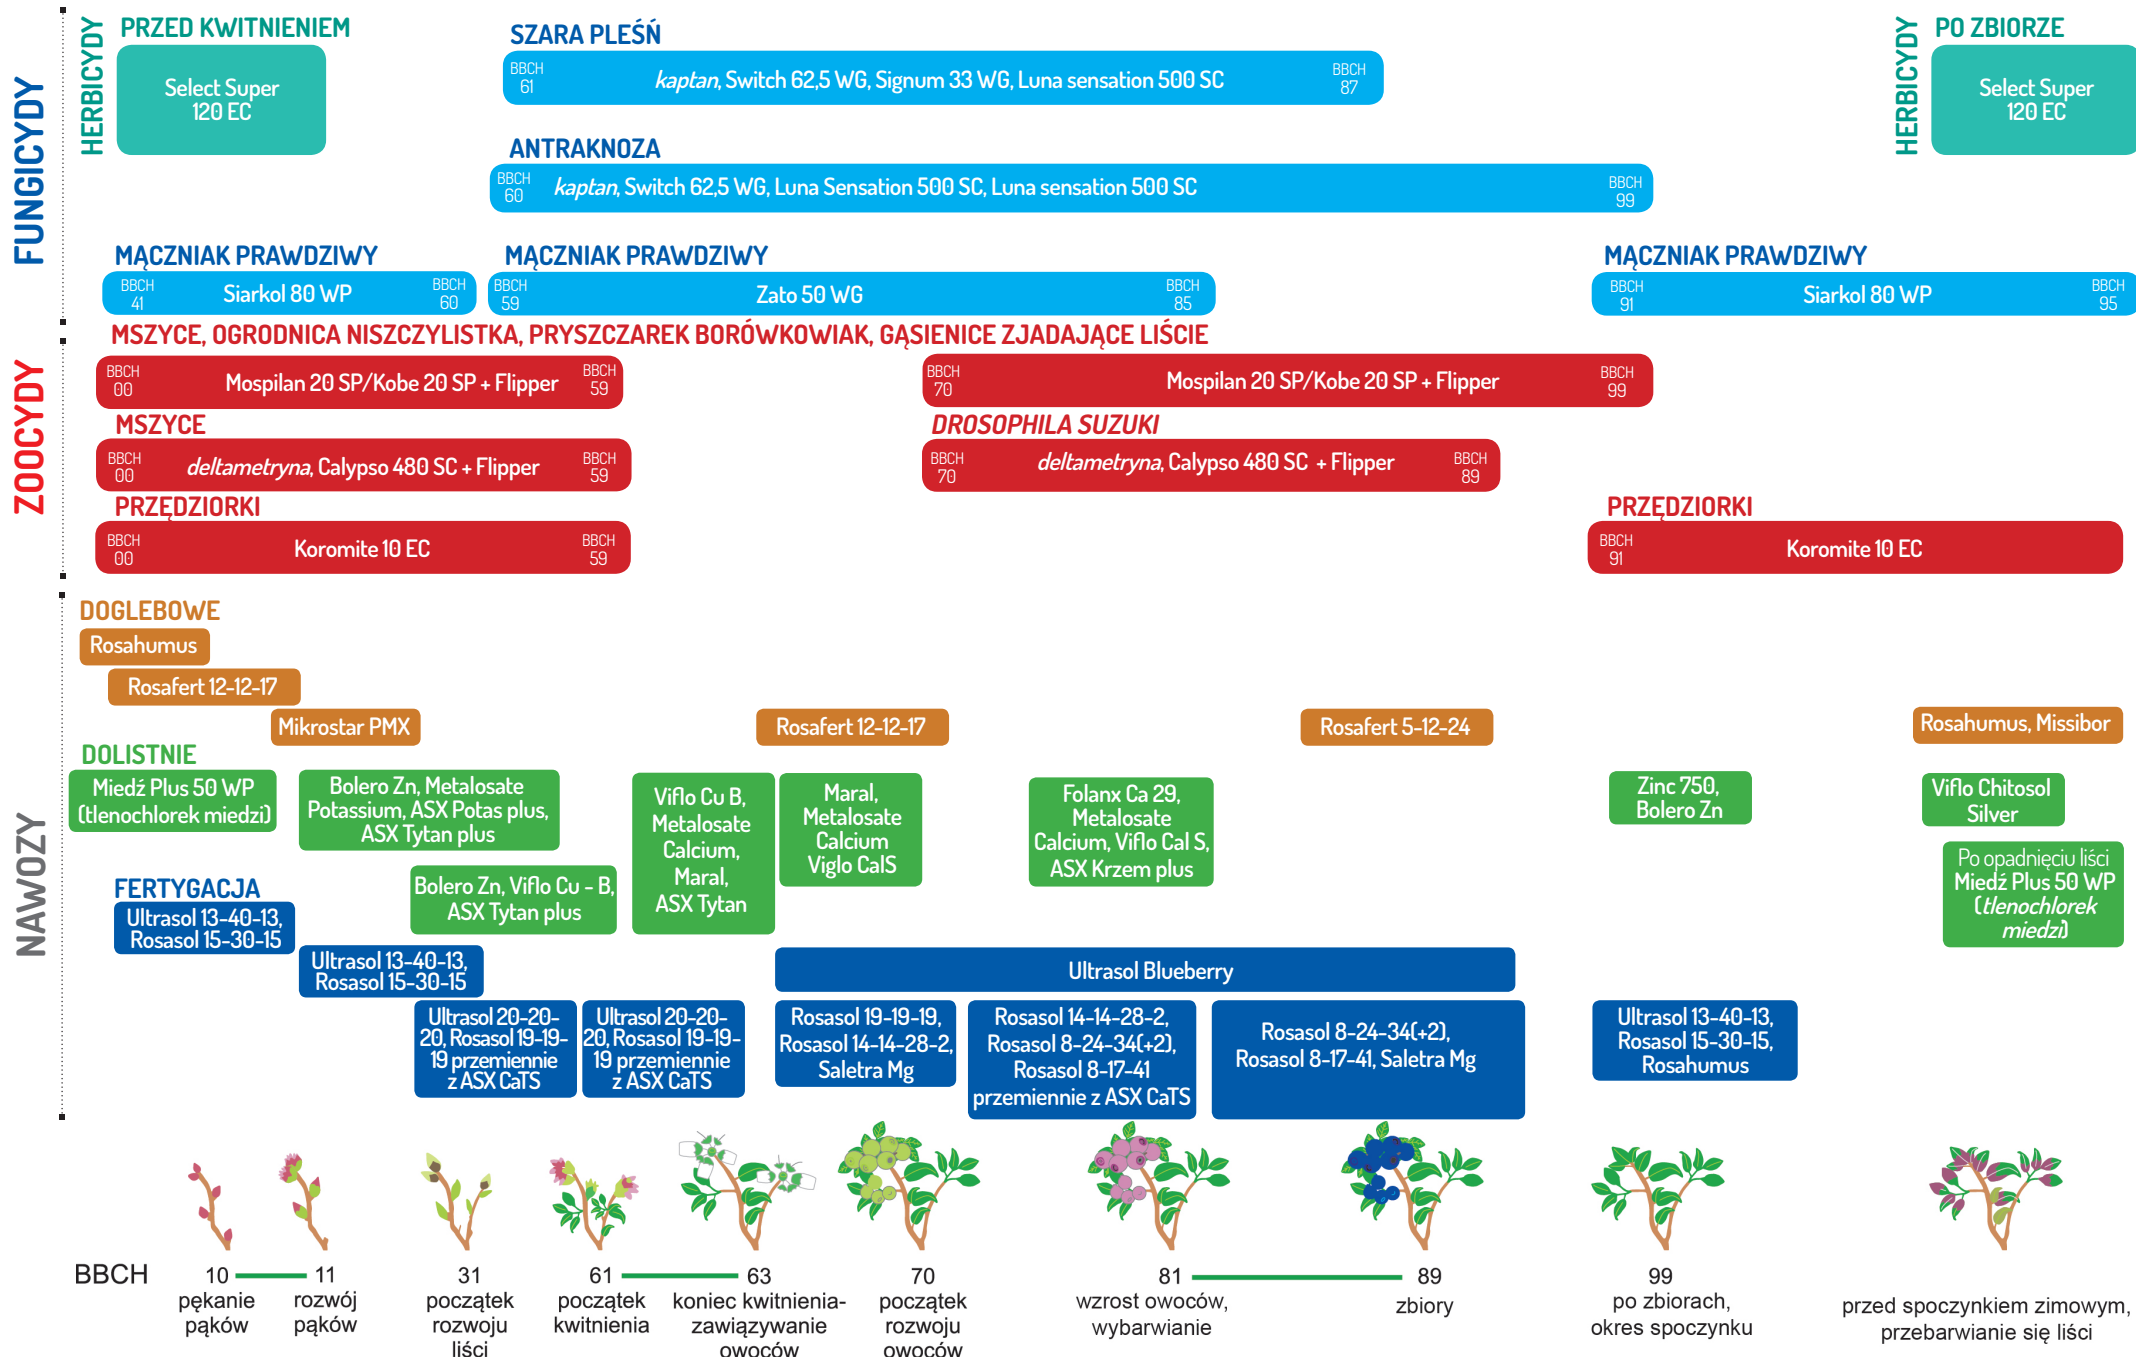 FUNGICYDY
HERBICYDY
PRZED KWITNIENIEM
Select Super
120 EC
SZARA PLEŚŃ
BBCH
61
kaptan, Switch 62,5 WG, Signum 33 WG, Luna sensation 500 SC
BBCH
87
HERBICYDY
PO ZBIORZE
Select Super
120 EC
ANTRAKNOZA
BBCH
60
kaptan, Switch 62,5 WG, Luna Sensation 500 SC, Luna sensation 500 SC
BBCH
99
MĄCZNIAK PRAWDZIWY
BBCH
41
Siarkol 80 WP
BBCH
60
MĄCZNIAK PRAWDZIWY
BBCH
59
Zato 50 WG
BBCH
85
MĄCZNIAK PRAWDZIWY
BBCH
91
Siarkol 80 WP
BBCH
95
ZOOCYDY
MSZYCE, OGRODNICA NISZCZYLISTKA, PRYSZCZAREK BORÓWKOWIAK, GĄSIENICE ZJADAJĄCE LIŚCIE
BBCH
00
Mospilan 20 SP/Kobe 20 SP + Flipper
BBCH
59
BBCH
70
Mospilan 20 SP/Kobe 20 SP + Flipper
BBCH
99
MSZYCE
BBCH
00
deltametryna, Calypso 480 SC + Flipper
BBCH
59
DROSOPHILA SUZUKI
BBCH
70
deltametryna, Calypso 480 SC + Flipper
BBCH
89
PRZĘDZIORKI
BBCH
00
Koromite 10 EC
BBCH
59
PRZĘDZIORKI
BBCH
91
Koromite 10 EC
NAWOZY
DOGLEBOWE
Rosahumus
Rosafert 12-12-17
Mikrostar PMX
Rosafert 12-12-17
Rosafert 5-12-24
Rosahumus, Missibor
DOLISTNIE
Miedź Plus 50 WP
(tlenochlorek miedzi)
Bolero Zn, Metalosate
Potassium, ASX Potas plus,
ASX Tytan plus
Bolero Zn, Viflo Cu - B,
ASX Tytan plus
Viflo Cu B,
Metalosate
Calcium,
Maral,
ASX Tytan
Maral,
Metalosate
Calcium
Viglo CalS
Folanx Ca 29,
Metalosate
Calcium, Viflo Cal S,
ASX Krzem plus
Zinc 750,
Bolero Zn
Viflo Chitosol
Silver
Po opadnięciu liści
Miedź Plus 50 WP
(tlenochlorek
miedzi)
FERTYGACJA
Ultrasol 13-40-13,
Rosasol 15-30-15
Ultrasol 13-40-13,
Rosasol 15-30-15
Ultrasol 20-20-
20, Rosasol 19-19-
19 przemiennie
z ASX CaTS
Ultrasol 20-20-
20, Rosasol 19-19-
19 przemiennie
z ASX CaTS
Ultrasol Blueberry
Rosasol 19-19-19,
Rosasol 14-14-28-2,
Saletra Mg
Rosasol 14-14-28-2,
Rosasol 8-24-34(+2),
Rosasol 8-17-41
przemiennie z ASX CaTS
Rosasol 8-24-34(+2),
Rosasol 8-17-41, Saletra Mg
Ultrasol 13-40-13,
Rosasol 15-30-15,
Rosahumus
BBCH
10
pękanie
pąków
11
rozwój
pąków
31
początek
rozwoju
liści
61
początek
kwitnienia
63
koniec kwitnienia-
zawiązywanie
owoców
70
początek
rozwoju
owoców
81
wzrost owoców,
wybarwianie
89
zbiory
99
po zbiorach,
okres spoczynku
przed spoczynkiem zimowym,
przebarwianie się liści